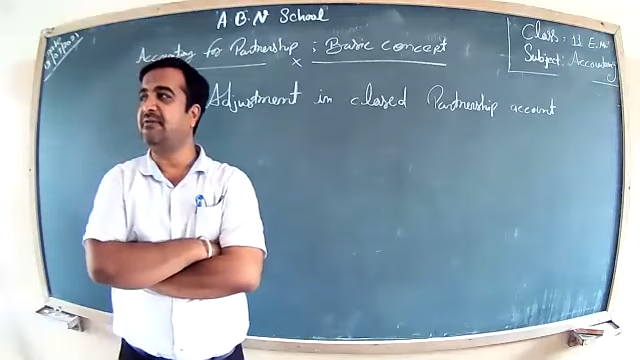 A B N School
Class: 11 E.M.
Subject: Accountancy
Accounting for Partnership : Basic Concept
x
Adjustment in closed Partnership account